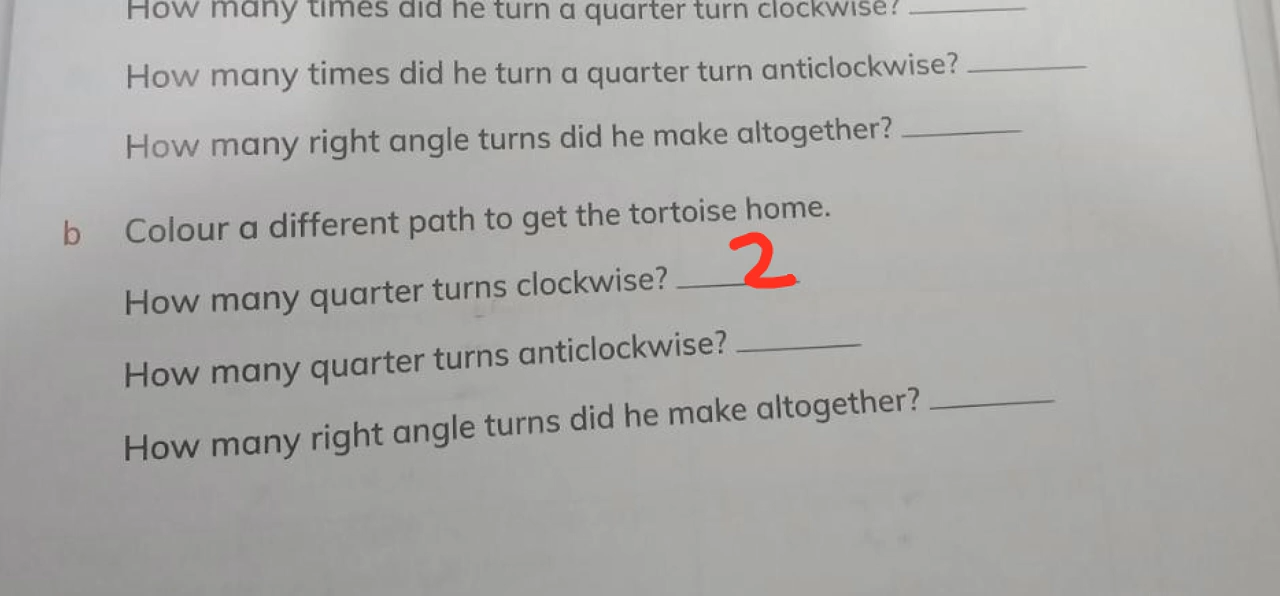 How many times did he turn a quarter turn clockwise?
How many times did he turn a quarter turn anticlockwise?
How many right angle turns did he make altogether?
b Colour a different path to get the tortoise home.
How many quarter turns clockwise? 2
How many quarter turns anticlockwise?
How many right angle turns did he make altogether?